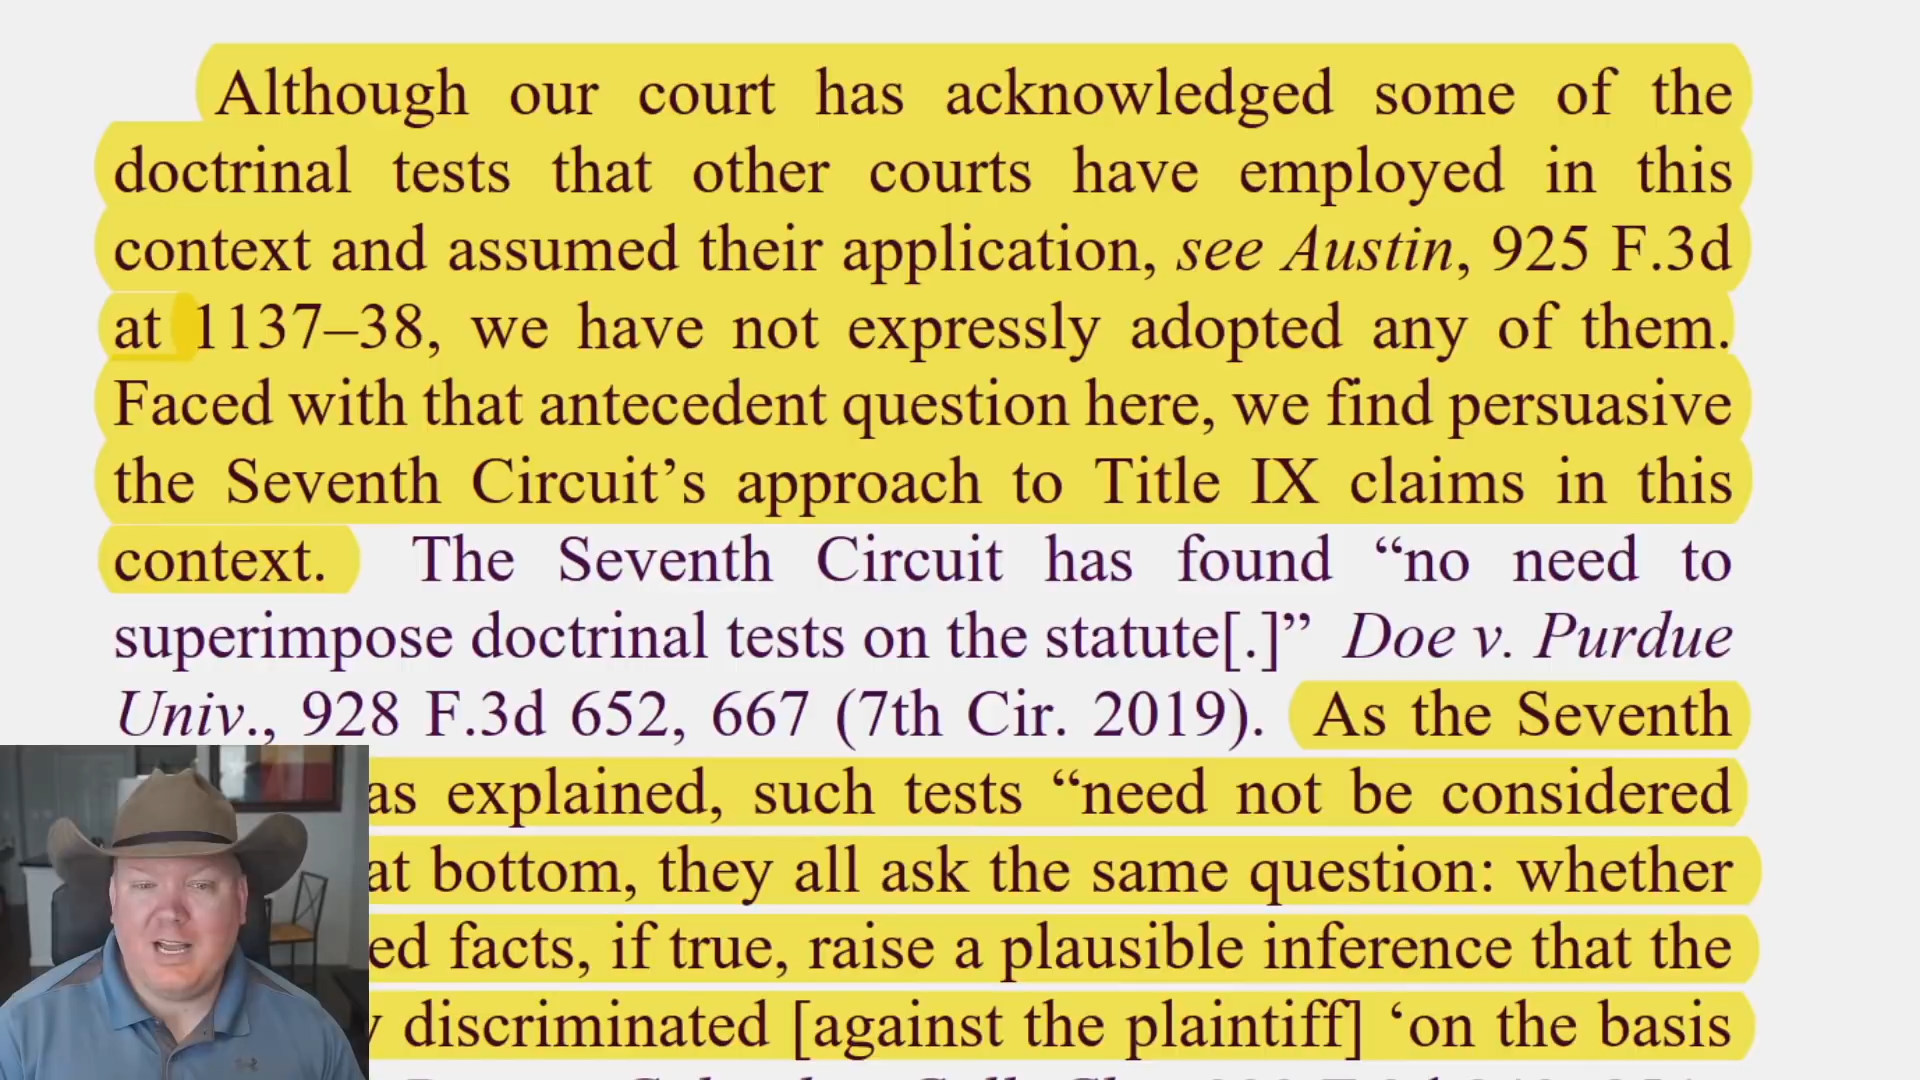 Although our court has acknowledged some of the
doctrinal tests that other courts have employed in this
context and assumed their application, see Austin, 925 F.3d
at 1137–38, we have not expressly adopted any of them.
Faced with that antecedent question here, we find persuasive
the Seventh Circuit’s approach to Title IX claims in this
context. The Seventh Circuit has found “no need to
superimpose doctrinal tests on the statute[.]” Doe v. Purdue
Univ., 928 F.3d 652, 667 (7th Cir. 2019). As the Seventh
as explained, such tests “need not be considered
at bottom, they all ask the same question: whether
ed facts, if true, raise a plausible inference that the
discriminated [against the plaintiff] ‘on the basis